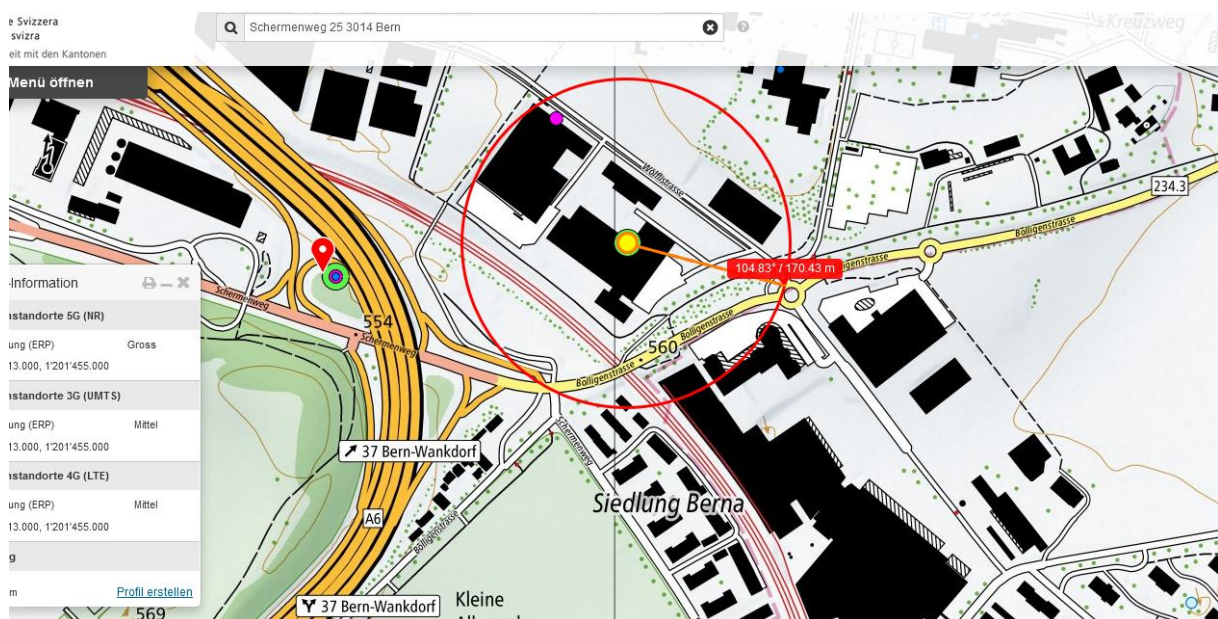 e Svizzera
svizra
eit mit den Kantonen
Menü öffnen
Schermenweg 25 3014 Bern
Kreuzweg
Wölflistrasse
234.3
Bolligenstrasse
104.83° / 170.43 m
olligenstrasse
Bolligenstrasse
560
Bolligenstrasse
Schermenweg
554
Schermenweg
Schermenweg
-Information
nstandorte 5G (NR)
ung (ERP) Gross
13.000, 1'201'455.000
nstandorte 3G (UMTS)
ung (ERP) Mittel
13.000, 1'201'455.000
nstandorte 4G (LTE)
ung (ERP) Mittel
13.000, 1'201'455.000
g
m Profil erstellen
569
37 Bern-Wankdorf
A6
Bolligenstrasse
Siedlung Berna
37 Bern-Wankdorf
Kleine